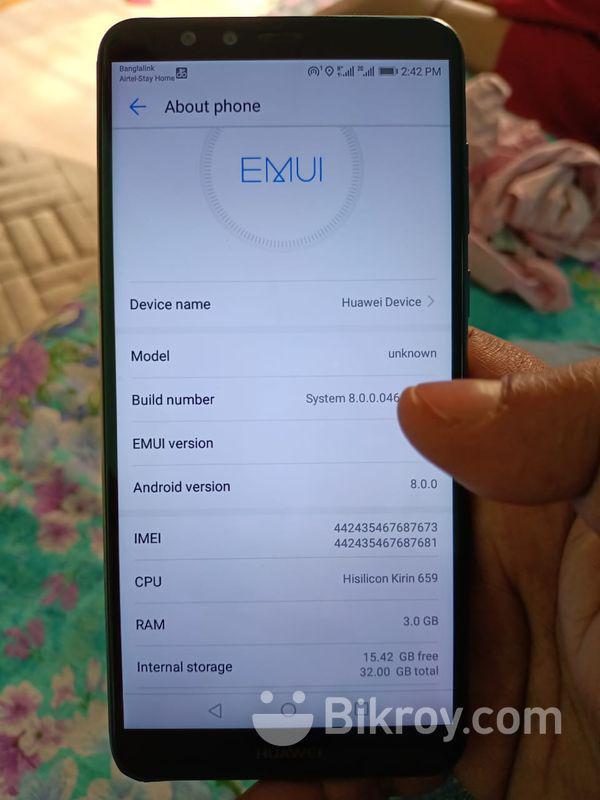 Banglalink
Airtel-Stay Home
2:42 PM
About phone
EMUI
Device name Huawei Device
Model unknown
Build number System 8.0.0.046
EMUI version
Android version 8.0.0
IMEI 442435467687673
442435467687681
CPU Hisilicon Kirin 659
RAM 3.0 GB
Internal storage 15.42 GB free
32.00 GB total
HUAWEI
Bikroy.com